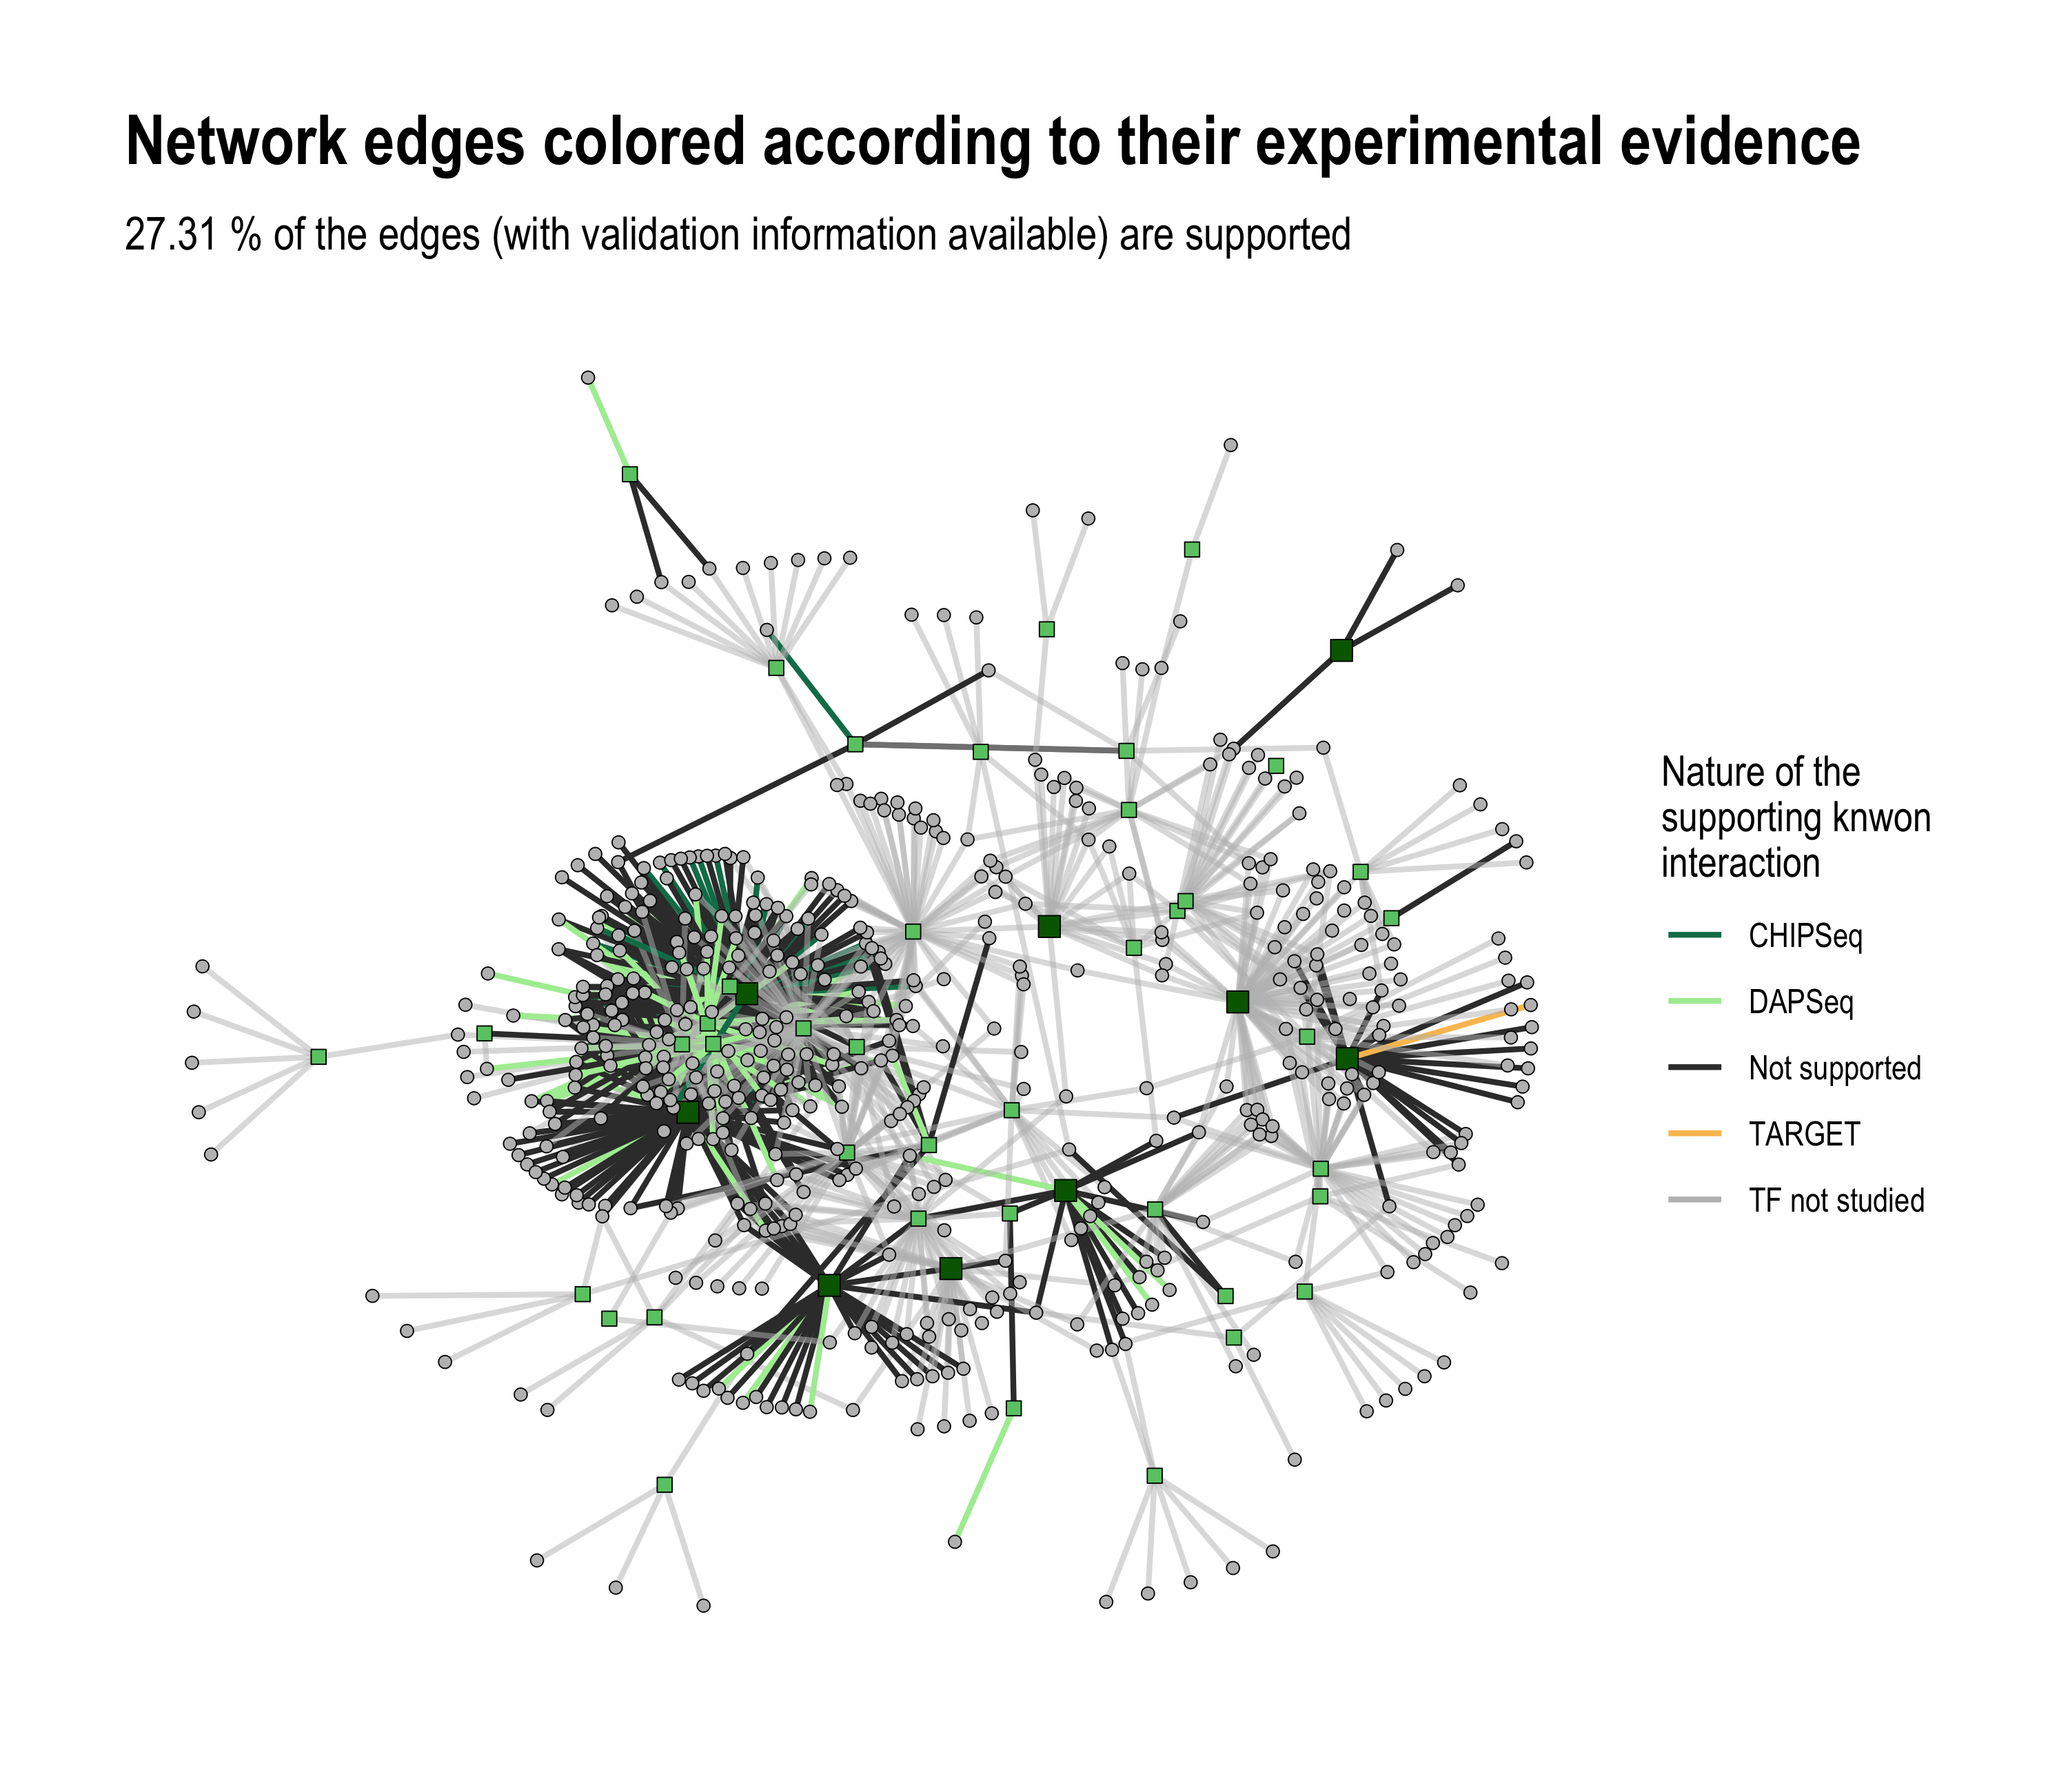 Network edges colored according to their experimental evidence
27.31 % of the edges (with validation information available) are supported
Nature of the
supporting knwon
interaction
CHIPSeq
DAPSeq
Not supported
TARGET
TF not studied